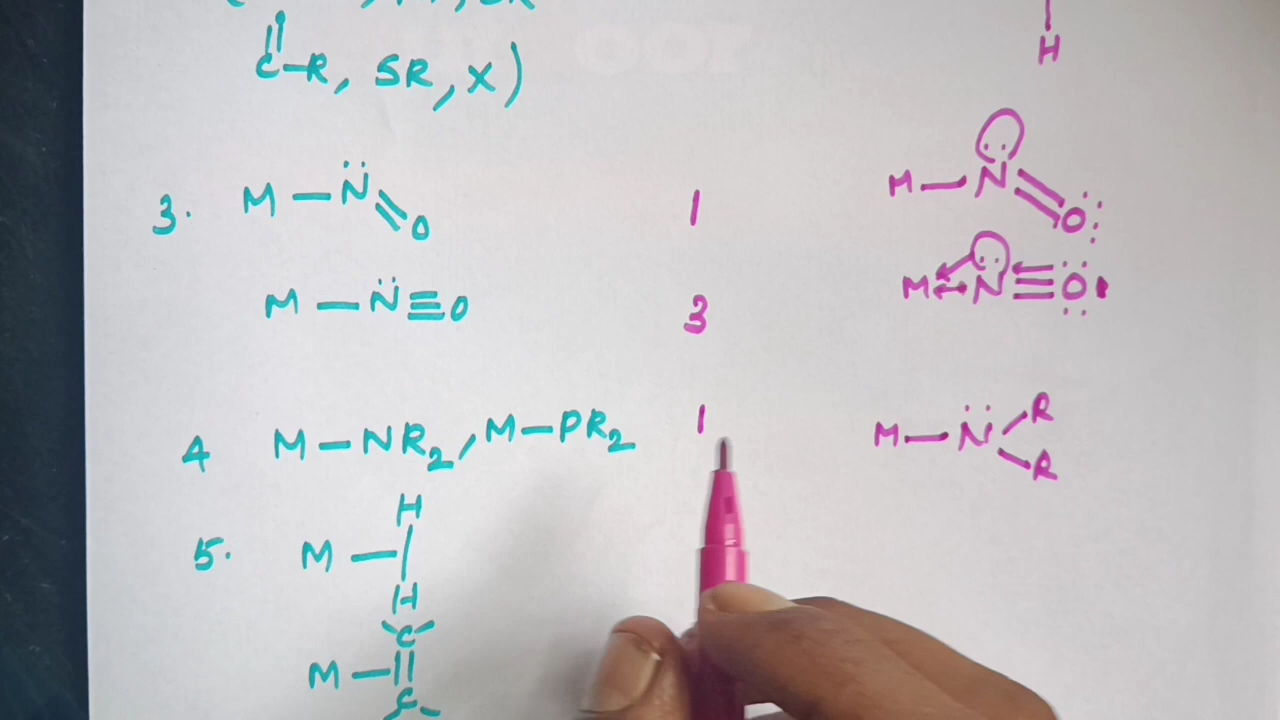 C–R, SR, X)
H
3. M–N̈=O 1 M–N̈=O
M–N̈≡O 3 M N̈≡O
4 M–NR₂, M–PR₂ 1 M–N̈ R R
5. M– H H
M– C C